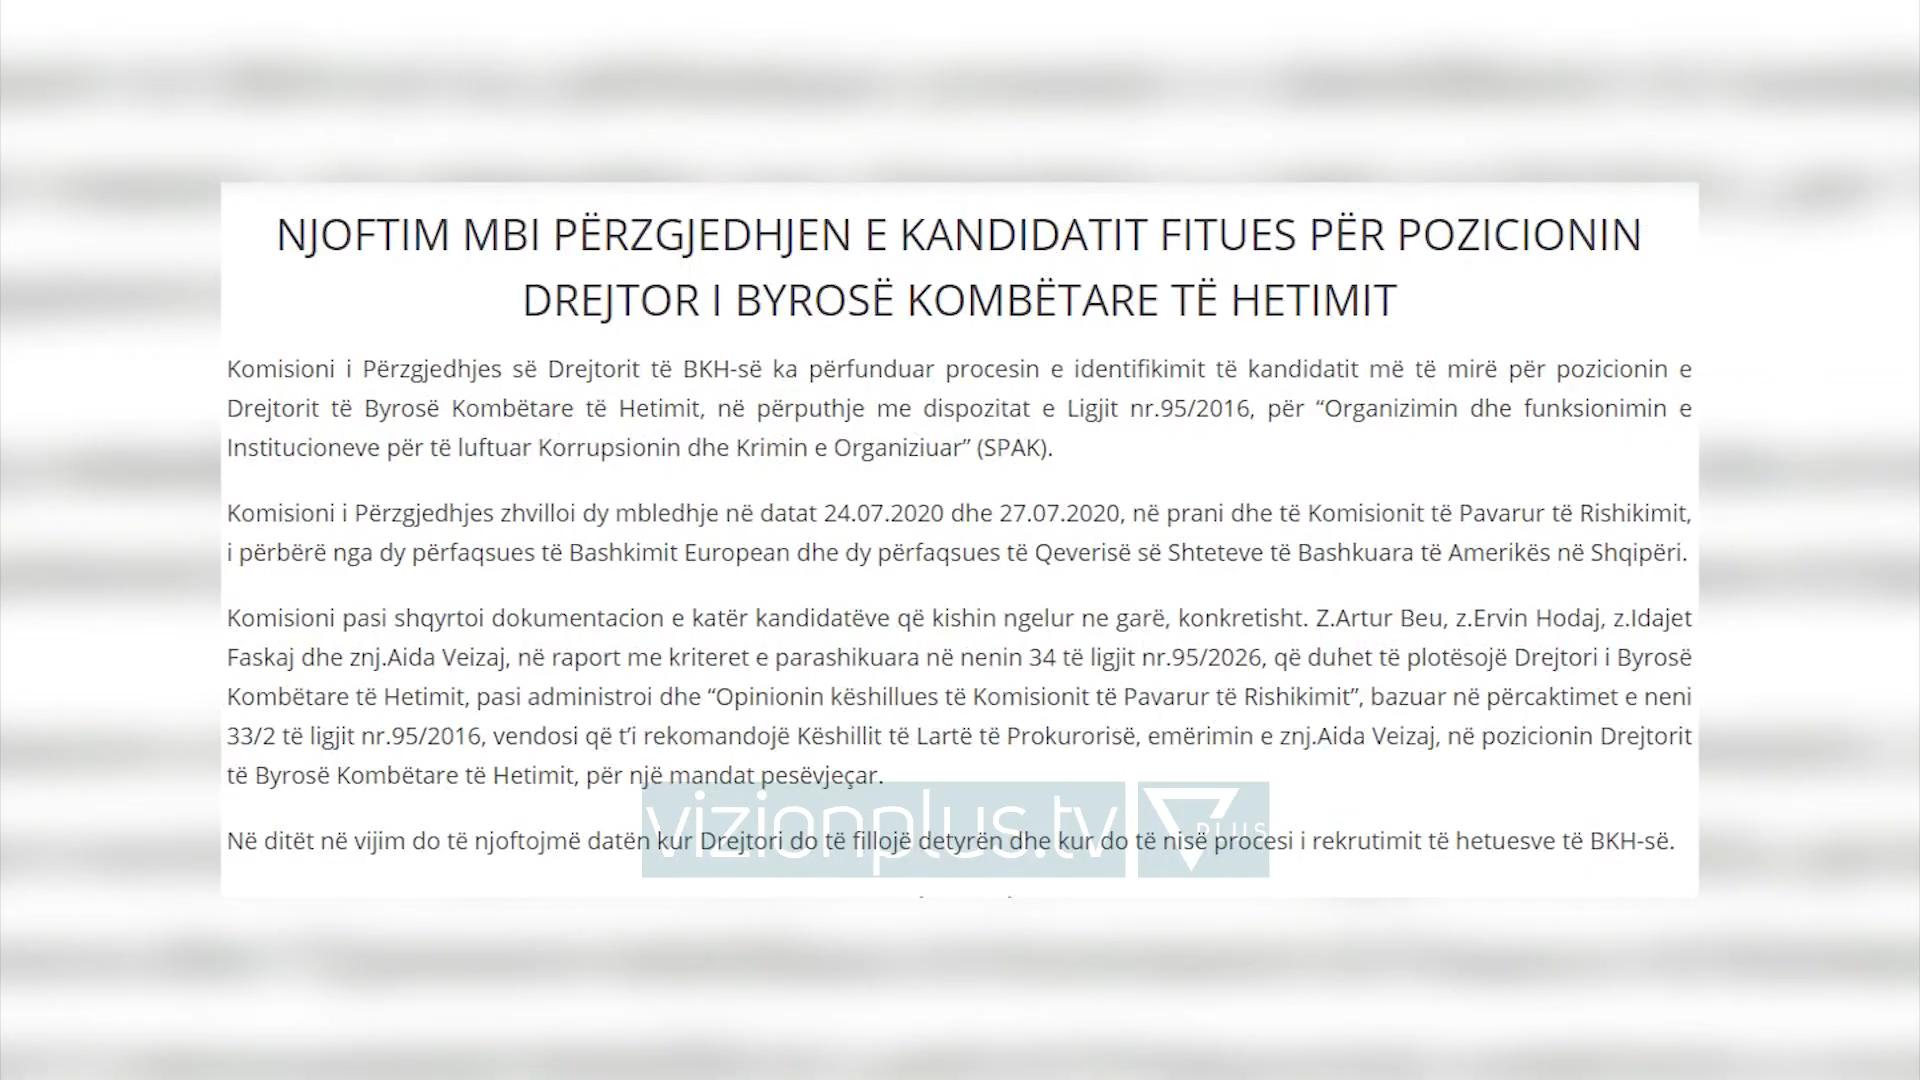 NJOFTIM MBI PËRZGJEDHJEN E KANDIDATIT FITUES PËR POZICIONIN
DREJTOR I BYROSË KOMBËTARE TË HETIMIT
Komisioni i Përzgjedhjes së Drejtorit të BKH-së ka përfunduar procesin e identifikimit të kandidatit më të mirë për pozicionin e
Drejtorit të Byrosë Kombëtare të Hetimit, në përputhje me dispozitat e Ligjit nr.95/2016, për “Organizimin dhe funksionimin e
Institucioneve për të luftuar Korrupsionin dhe Krimin e Organiziuar” (SPAK).
Komisioni i Përzgjedhjes zhvilloi dy mbledhje në datat 24.07.2020 dhe 27.07.2020, në prani dhe të Komisionit të Pavarur të Rishikimit,
i përbërë nga dy përfaqsues të Bashkimit European dhe dy përfaqsues të Qeverisë së Shteteve të Bashkuara të Amerikës në Shqipëri.
Komisioni pasi shqyrtoi dokumentacion e katër kandidatëve që kishin ngelur ne garë, konkretisht. Z.Artur Beu, z.Ervin Hodaj, z.Idajet
Faskaj dhe znj.Aida Veizaj, në raport me kriteret e parashikuara në nenin 34 të ligjit nr.95/2026, që duhet të plotësojë Drejtori i Byrosë
Kombëtare të Hetimit, pasi administroi dhe “Opinionin këshillues të Komisionit të Pavarur të Rishikimit”, bazuar në përcaktimet e neni
33/2 të ligjit nr.95/2016, vendosi që t’i rekomandojë Këshillit të Lartë të Prokurorisë, emërimin e znj.Aida Veizaj, në pozicionin Drejtorit
të Byrosë Kombëtare të Hetimit, për një mandat pesëvjeçar.
Në ditët në vijim do të njoftojmë datën kur Drejtori do të fillojë detyrën dhe kur do të nisë procesi i rekrutimit të hetuesve të BKH-së.
vizionplus.tv
PLUS